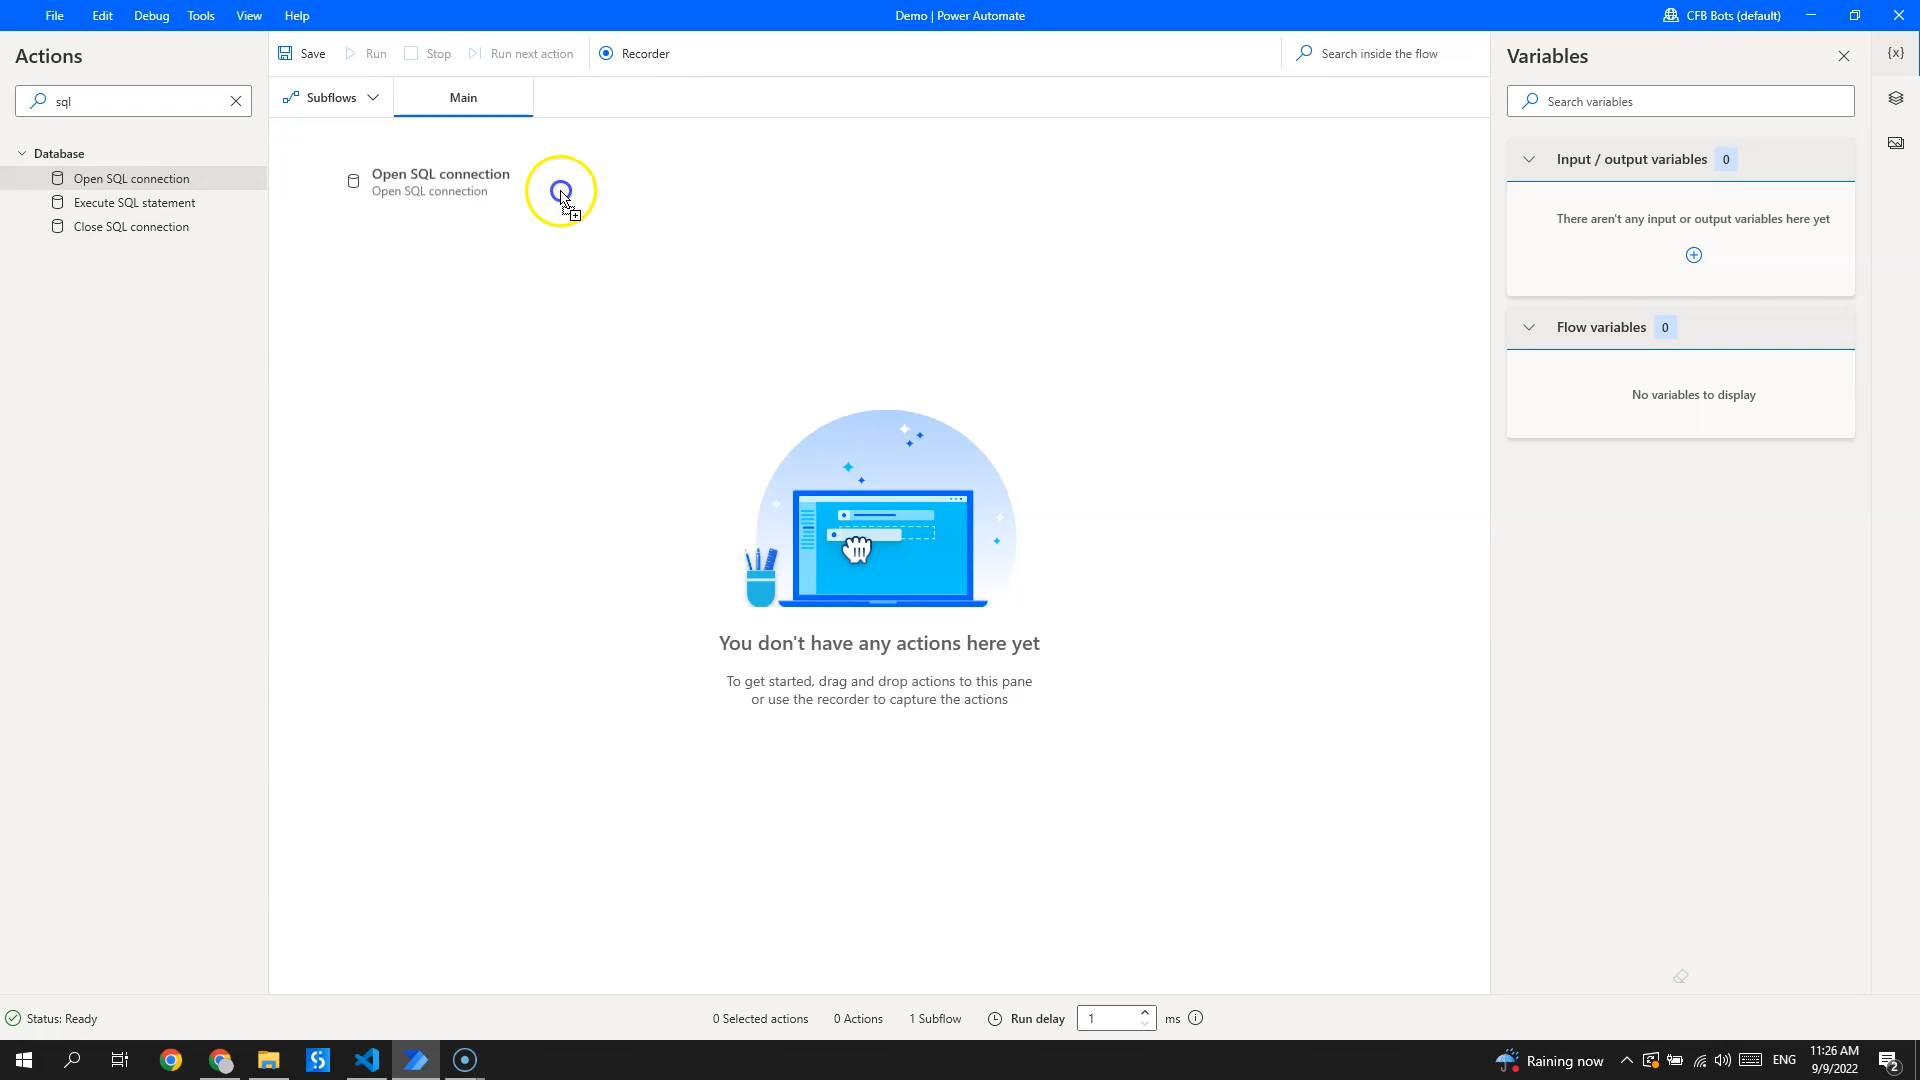 File Edit Debug Tools View Help
Demo | Power Automate
CFB Bots (default)
Actions
sql
Database
Open SQL connection
Execute SQL statement
Close SQL connection
Save Run Stop Run next action Recorder
Search inside the flow
Subflows
Main
Open SQL connection
Open SQL connection
You don't have any actions here yet
To get started, drag and drop actions to this pane
or use the recorder to capture the actions
Variables
{x}
Search variables
Input / output variables 0
There aren't any input or output variables here yet
Flow variables 0
No variables to display
Status: Ready
0 Selected actions 0 Actions 1 Subflow Run delay 1 ms
Raining now
ENG
11:26 AM
9/9/2022
2